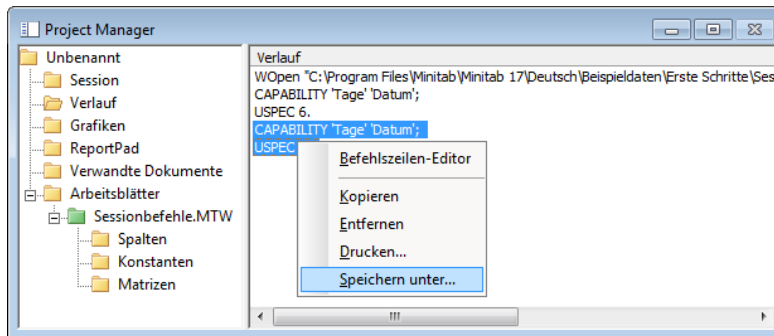 Project Manager
Unbenannt
Session
Verlauf
Grafiken
ReportPad
Verwandte Dokumente
Arbeitsblätter
Sessionbefehle.MTW
Spalten
Konstanten
Matrizen
Verlauf
WOpen "C:\Program Files\Minitab\Minitab 17\Deutsch\Beispieldaten\Erste Schritte\Ses
CAPABILITY 'Tage' 'Datum';
USPEC 6.
CAPABILITY 'Tage' 'Datum';
USPEC
Befehlszeilen-Editor
Kopieren
Entfernen
Drucken...
Speichern unter...